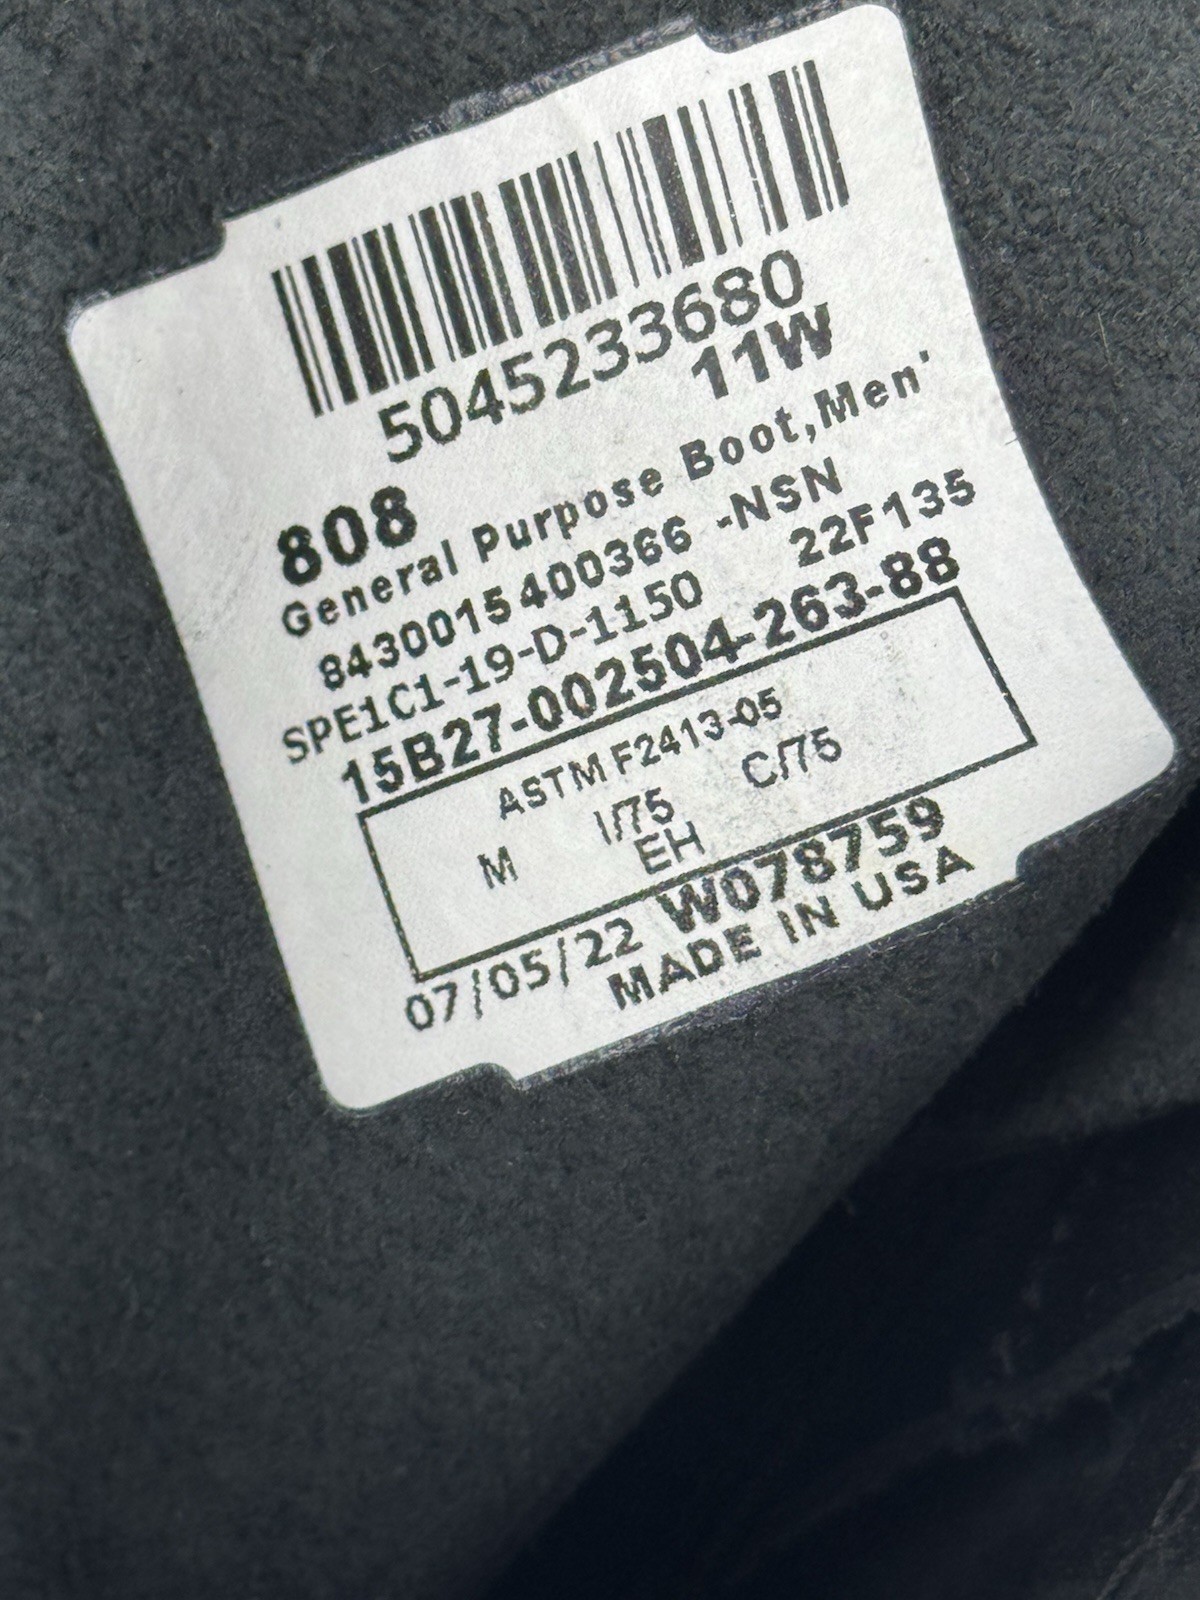 5045233680
11W
808
General Purpose Boot,Men'
8430015400366 -NSN
SPE1C1-19-D-1150 22F135
15B27-002504-263-88
ASTM F2413-05
M I/75 C/75
EH
07/05/22 W078759
MADE IN USA